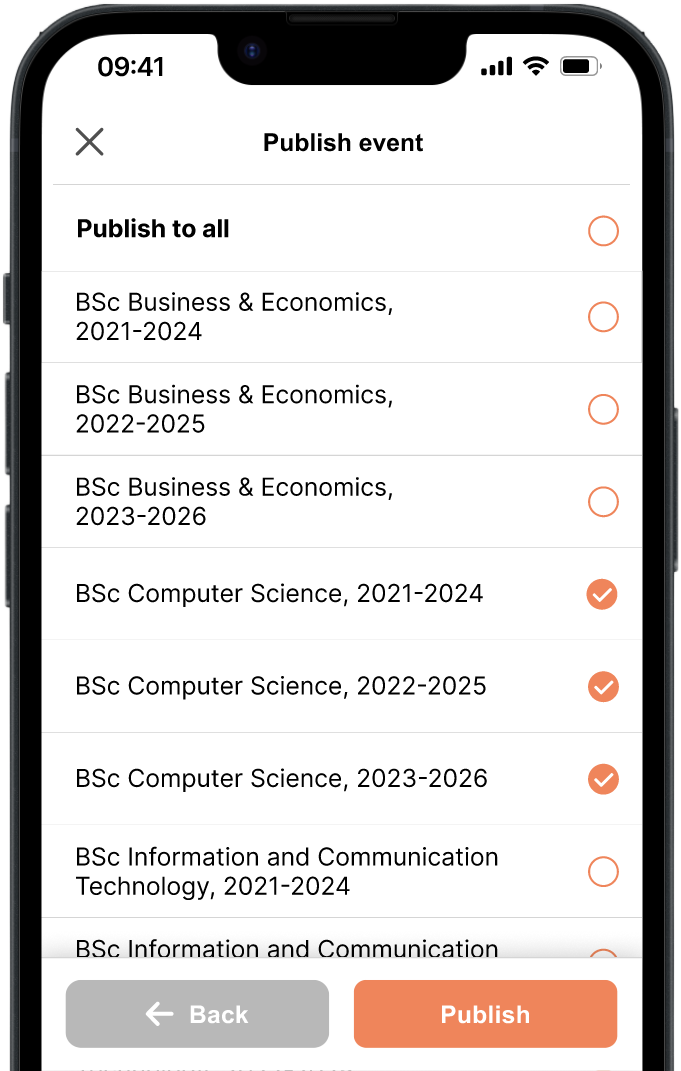 09:41
Publish event
Publish to all
BSc Business & Economics,
2021-2024
BSc Business & Economics,
2022-2025
BSc Business & Economics,
2023-2026
BSc Computer Science, 2021-2024
BSc Computer Science, 2022-2025
BSc Computer Science, 2023-2026
BSc Information and Communication
Technology, 2021-2024
BSc Information and Communication
Back
Publish